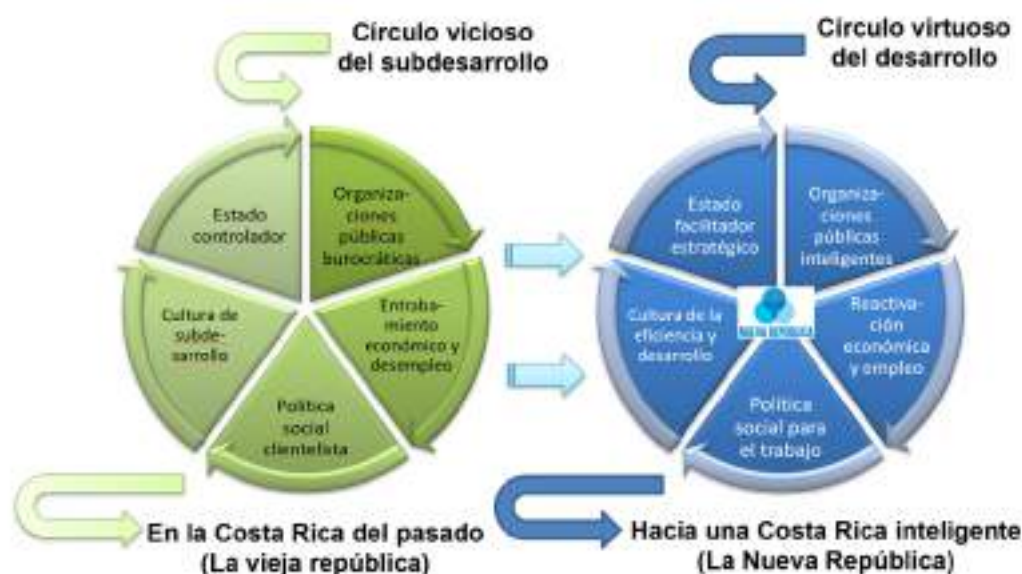 Círculo vicioso
del subdesarrollo
Círculo virtuoso
del desarrollo
Estado
controlador
Organiza-
ciones
públicas
burocráticas
Entraba-
miento
económico y
desempleo
Política
social
clientelista
Cultura de
subde-
sarrollo
Estado
facilitador
estratégico
Organiza-
ciones
públicas
inteligentes
Reactiva-
ción
económica
y empleo
Política
social para
el trabajo
Cultura de la
eficiencia y
desarrollo
En la Costa Rica del pasado
(La vieja república)
Hacia una Costa Rica inteligente
(La Nueva República)